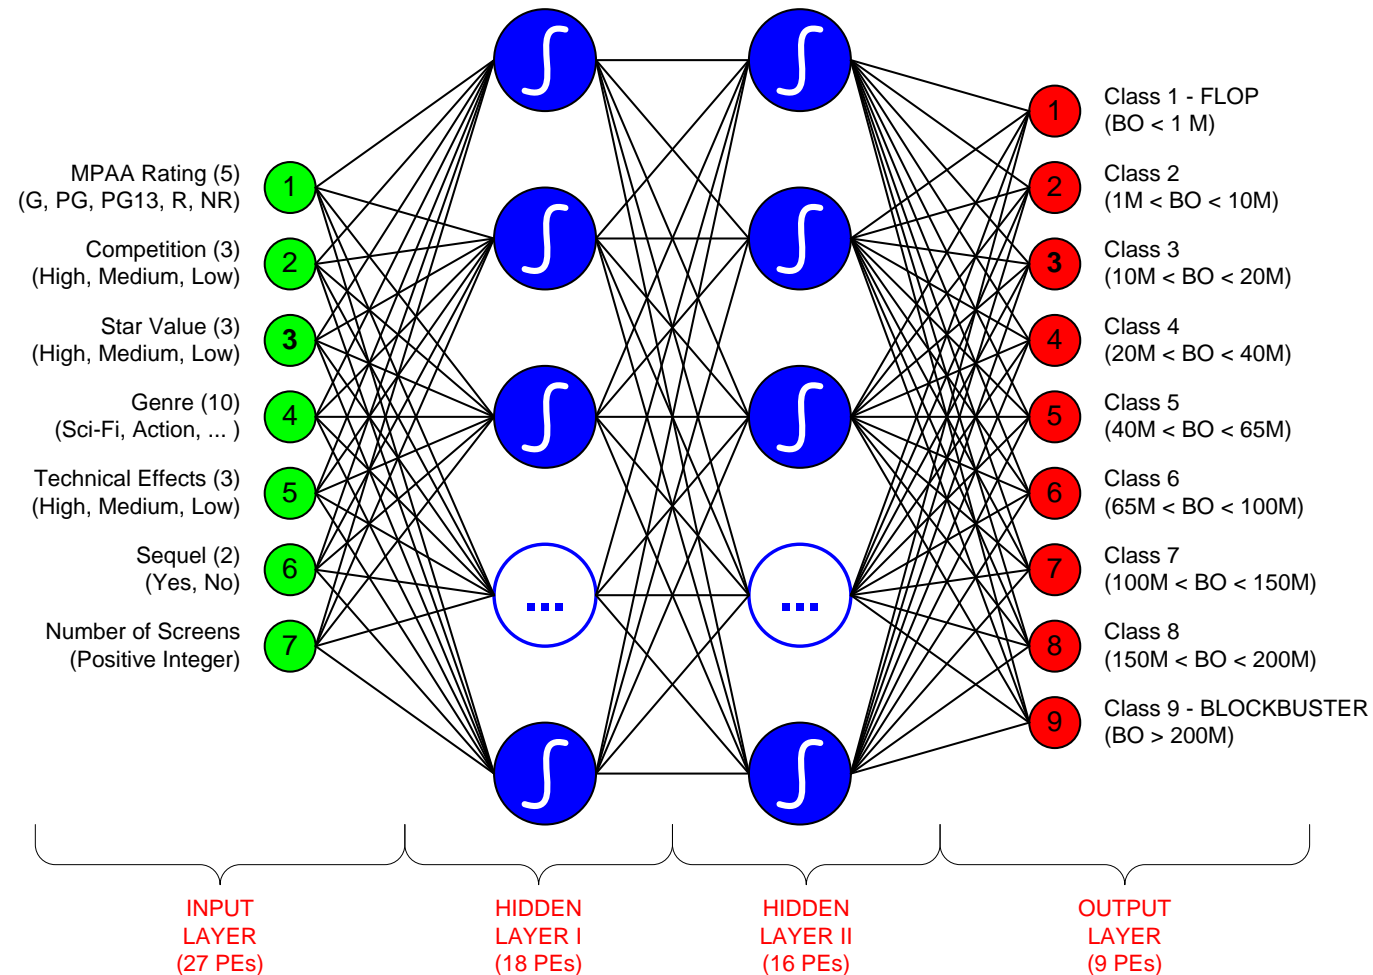 MPAA Rating (5)
(G, PG, PG13, R, NR)
Competition (3)
(High, Medium, Low)
Star Value (3)
(High, Medium, Low)
Genre (10)
(Sci-Fi, Action, ... )
Technical Effects (3)
(High, Medium, Low)
Sequel (2)
(Yes, No)
Number of Screens
(Positive Integer)
1
2
3
4
5
6
7
∫
∫
∫
...
∫
∫
∫
∫
...
∫
1
2
3
4
5
6
7
8
9
Class 1 - FLOP
(BO < 1 M)
Class 2
(1M < BO < 10M)
Class 3
(10M < BO < 20M)
Class 4
(20M < BO < 40M)
Class 5
(40M < BO < 65M)
Class 6
(65M < BO < 100M)
Class 7
(100M < BO < 150M)
Class 8
(150M < BO < 200M)
Class 9 - BLOCKBUSTER
(BO > 200M)
INPUT
LAYER
(27 PEs)
HIDDEN
LAYER I
(18 PEs)
HIDDEN
LAYER II
(16 PEs)
OUTPUT
LAYER
(9 PEs)